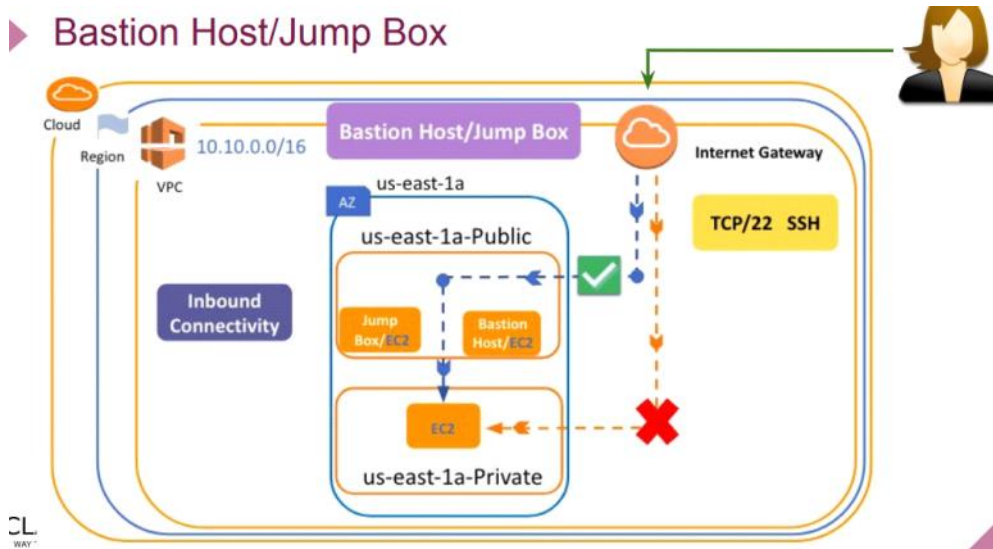 Bastion Host/Jump Box
Cloud
Region
VPC
10.10.0.0/16
Bastion Host/Jump Box
Internet Gateway
us-east-1a
AZ
TCP/22 SSH
us-east-1a-Public
Inbound
Connectivity
Jump
Box/EC2
Bastion
Host/EC2
EC2
us-east-1a-Private
CL
WAY